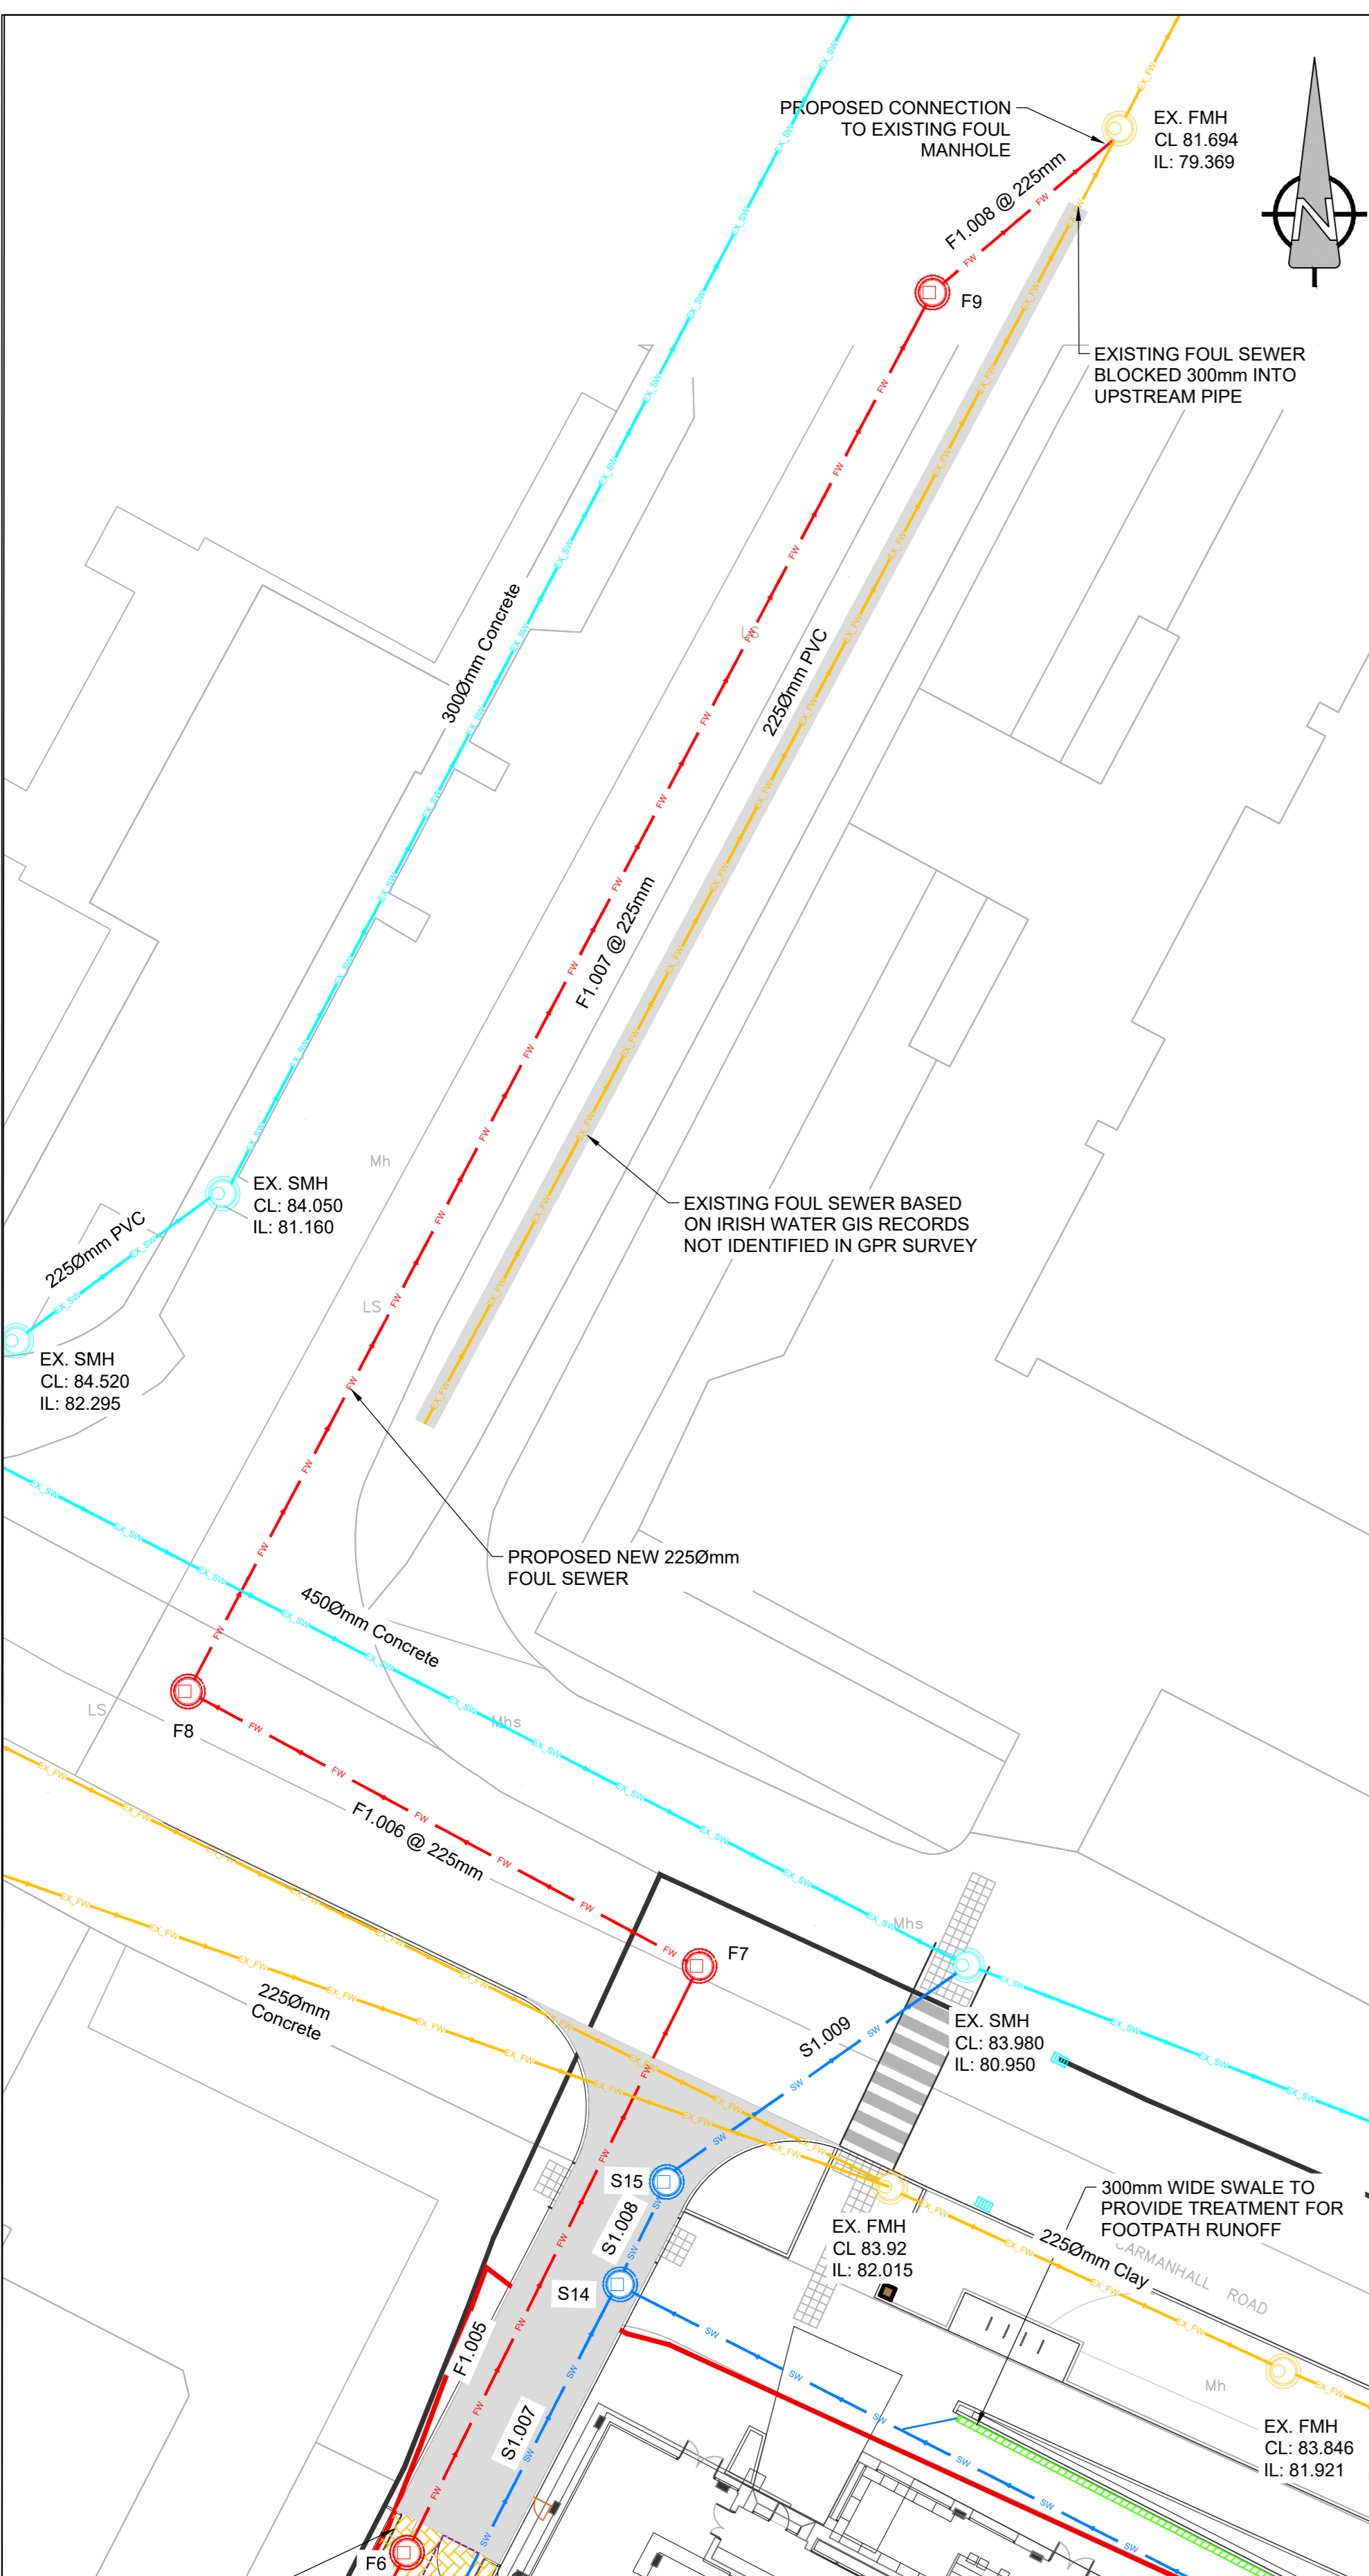 PROPOSED CONNECTION
TO EXISTING FOUL
MANHOLE
EX. FMH
CL 81.694
IL: 79.369
N
F1.008 @ 225mm
F9
EXISTING FOUL SEWER
BLOCKED 300mm INTO
UPSTREAM PIPE
300Ømm Concrete
225Ømm PVC
F1.007 @ 225mm
Mh
EX. SMH
CL: 84.050
IL: 81.160
225Ømm PVC
EXISTING FOUL SEWER BASED
ON IRISH WATER GIS RECORDS
NOT IDENTIFIED IN GPR SURVEY
LS
EX. SMH
CL: 84.520
IL: 82.295
PROPOSED NEW 225Ømm
FOUL SEWER
450Ømm Concrete
LS
F8
Mhs
F1.006 @ 225mm
Mhs
F7
225Ømm
Concrete
S1.009
EX. SMH
CL: 83.980
IL: 80.950
S15
S1.008
300mm WIDE SWALE TO
PROVIDE TREATMENT FOR
FOOTPATH RUNOFF
EX. FMH
CL 83.92
IL: 82.015
225Ømm Clay
CARMANHALL ROAD
S14
F1.005
Mh
S1.007
EX. FMH
CL: 83.846
IL: 81.921
F6
EX_SW
EX_FW
FW
SW